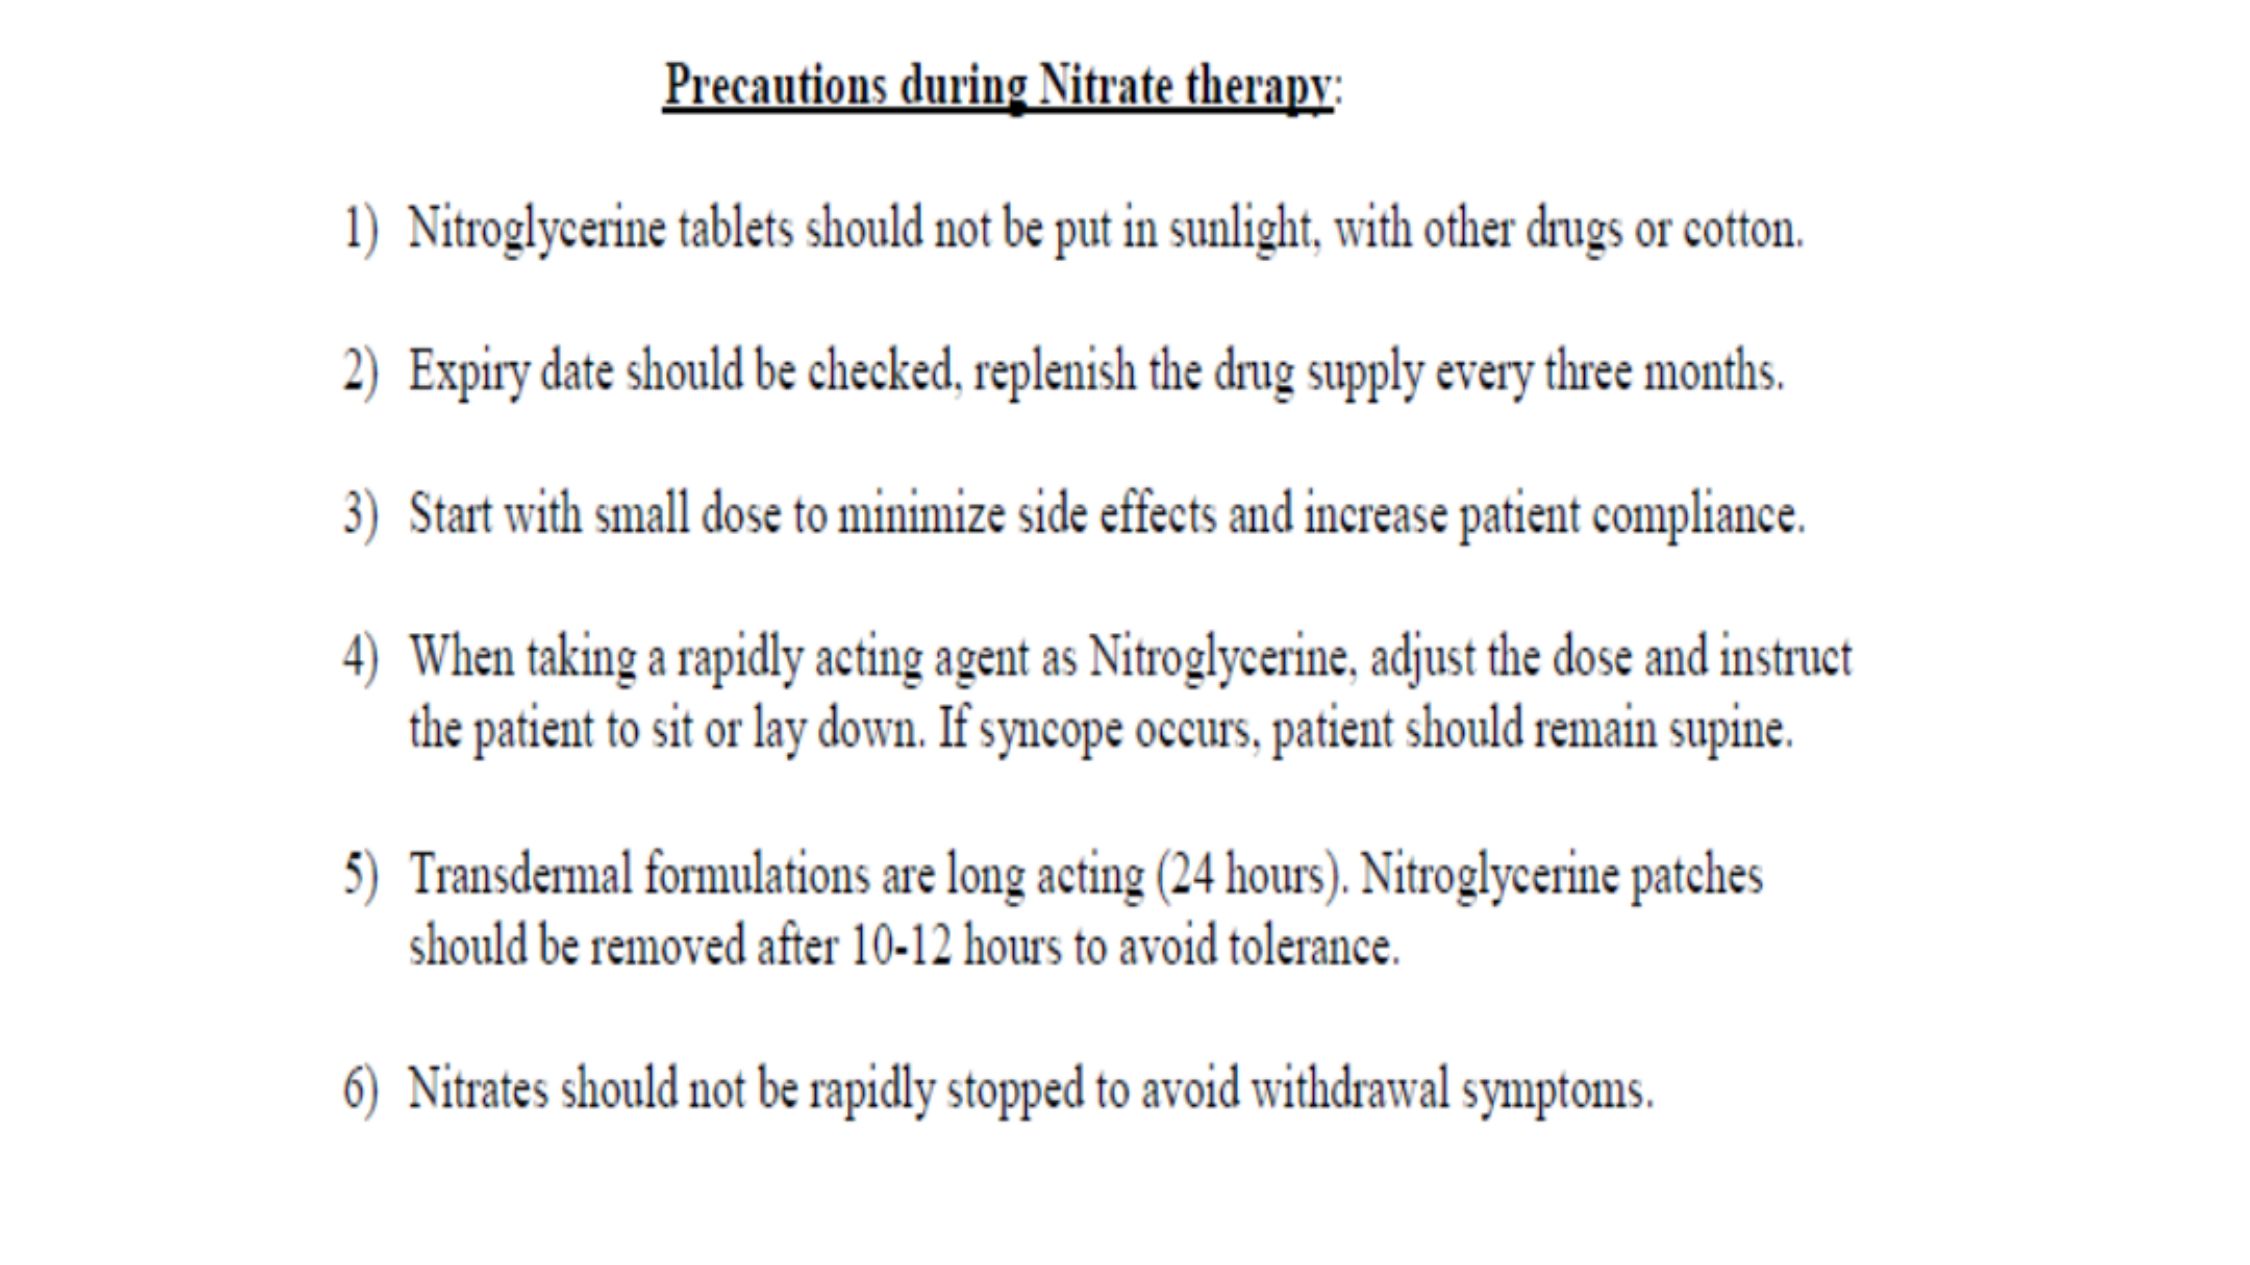 Precautions during Nitrate therapy:
1) Nitroglycerine tablets should not be put in sunlight, with other drugs or cotton.
2) Expiry date should be checked, replenish the drug supply every three months.
3) Start with small dose to minimize side effects and increase patient compliance.
4) When taking a rapidly acting agent as Nitroglycerine, adjust the dose and instruct
the patient to sit or lay down. If syncope occurs, patient should remain supine.
5) Transdermal formulations are long acting (24 hours). Nitroglycerine patches
should be removed after 10-12 hours to avoid tolerance.
6) Nitrates should not be rapidly stopped to avoid withdrawal symptoms.